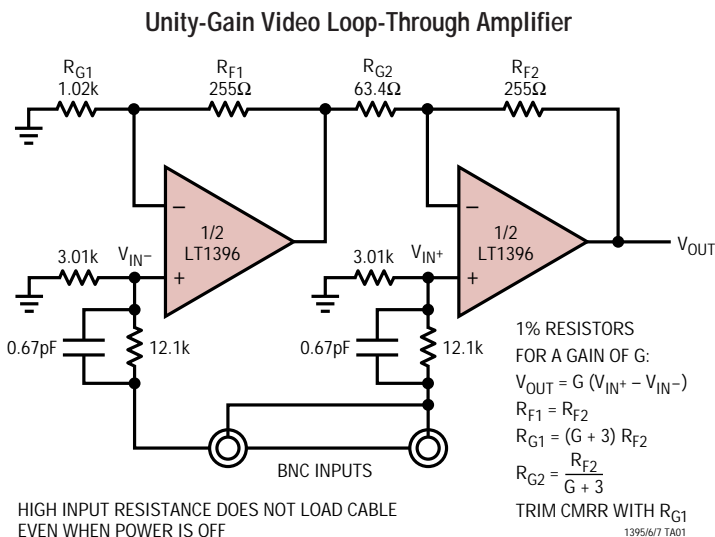 Unity-Gain Video Loop-Through Amplifier
RG1
1.02k
RF1
255Ω
RG2
63.4Ω
RF2
255Ω
−
+
1/2
LT1396
−
+
1/2
LT1396
VOUT
3.01k
VIN−
3.01k
VIN+
0.67pF
12.1k
0.67pF
12.1k
BNC INPUTS
1% RESISTORS
FOR A GAIN OF G:
VOUT = G (VIN+ – VIN−)
RF1 = RF2
RG1 = (G + 3) RF2
RG2 = RF2
G + 3
TRIM CMRR WITH RG1
HIGH INPUT RESISTANCE DOES NOT LOAD CABLE
EVEN WHEN POWER IS OFF
1395/6/7 TA01